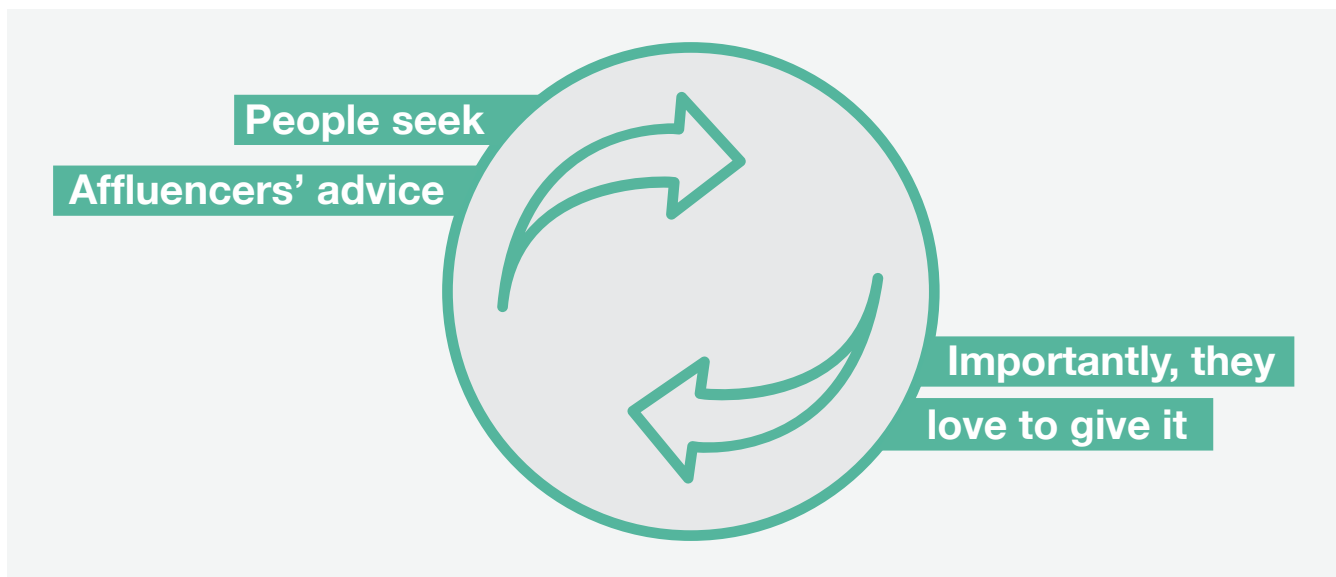 People seek
Affluencers’ advice
Importantly, they
love to give it